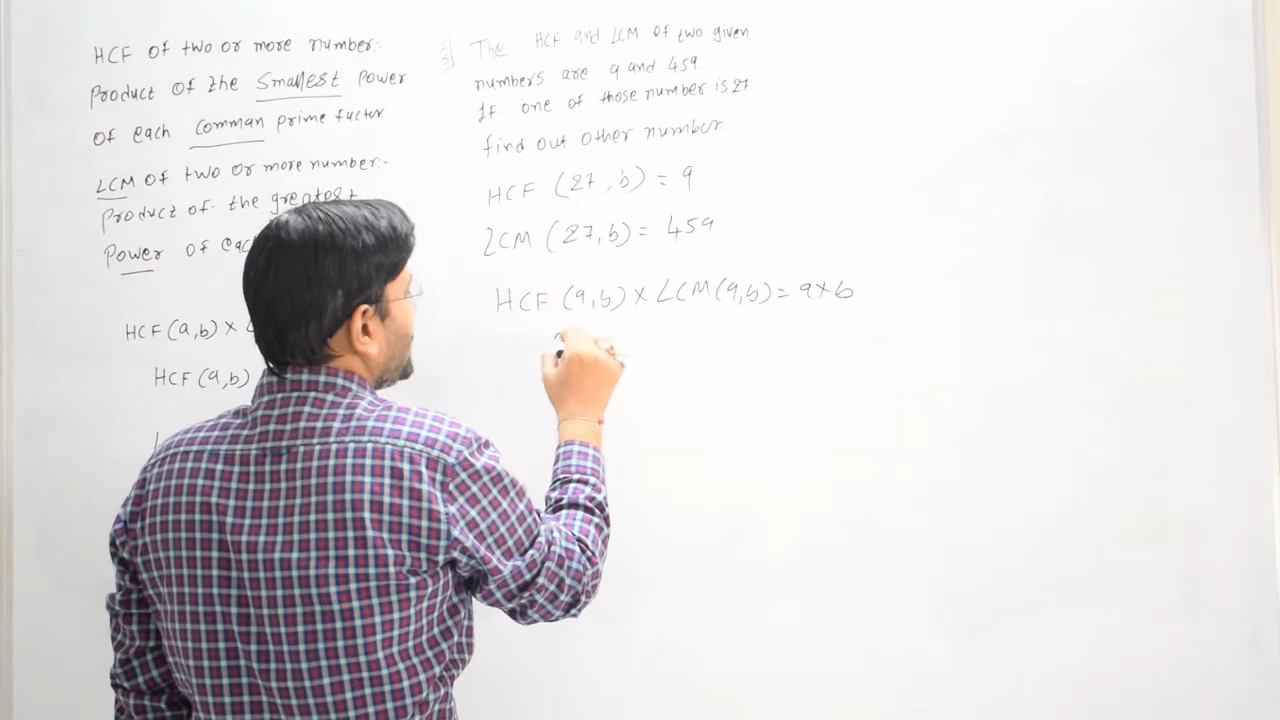 HCF of two or more number:-
Product of the Smallest Power
of each Comman prime factor
LCM of two or more number:-
Product of the greatest
Power of eac
HCF (a,b) ×
HCF (a,b)
3] The HCF and LCM of two given
numbers are 9 and 459.
If one of those number is 27
find out other number.
HCF (27, b) = 9
LCM (27, b) = 459
HCF (a,b) × LCM (a,b) = a × b